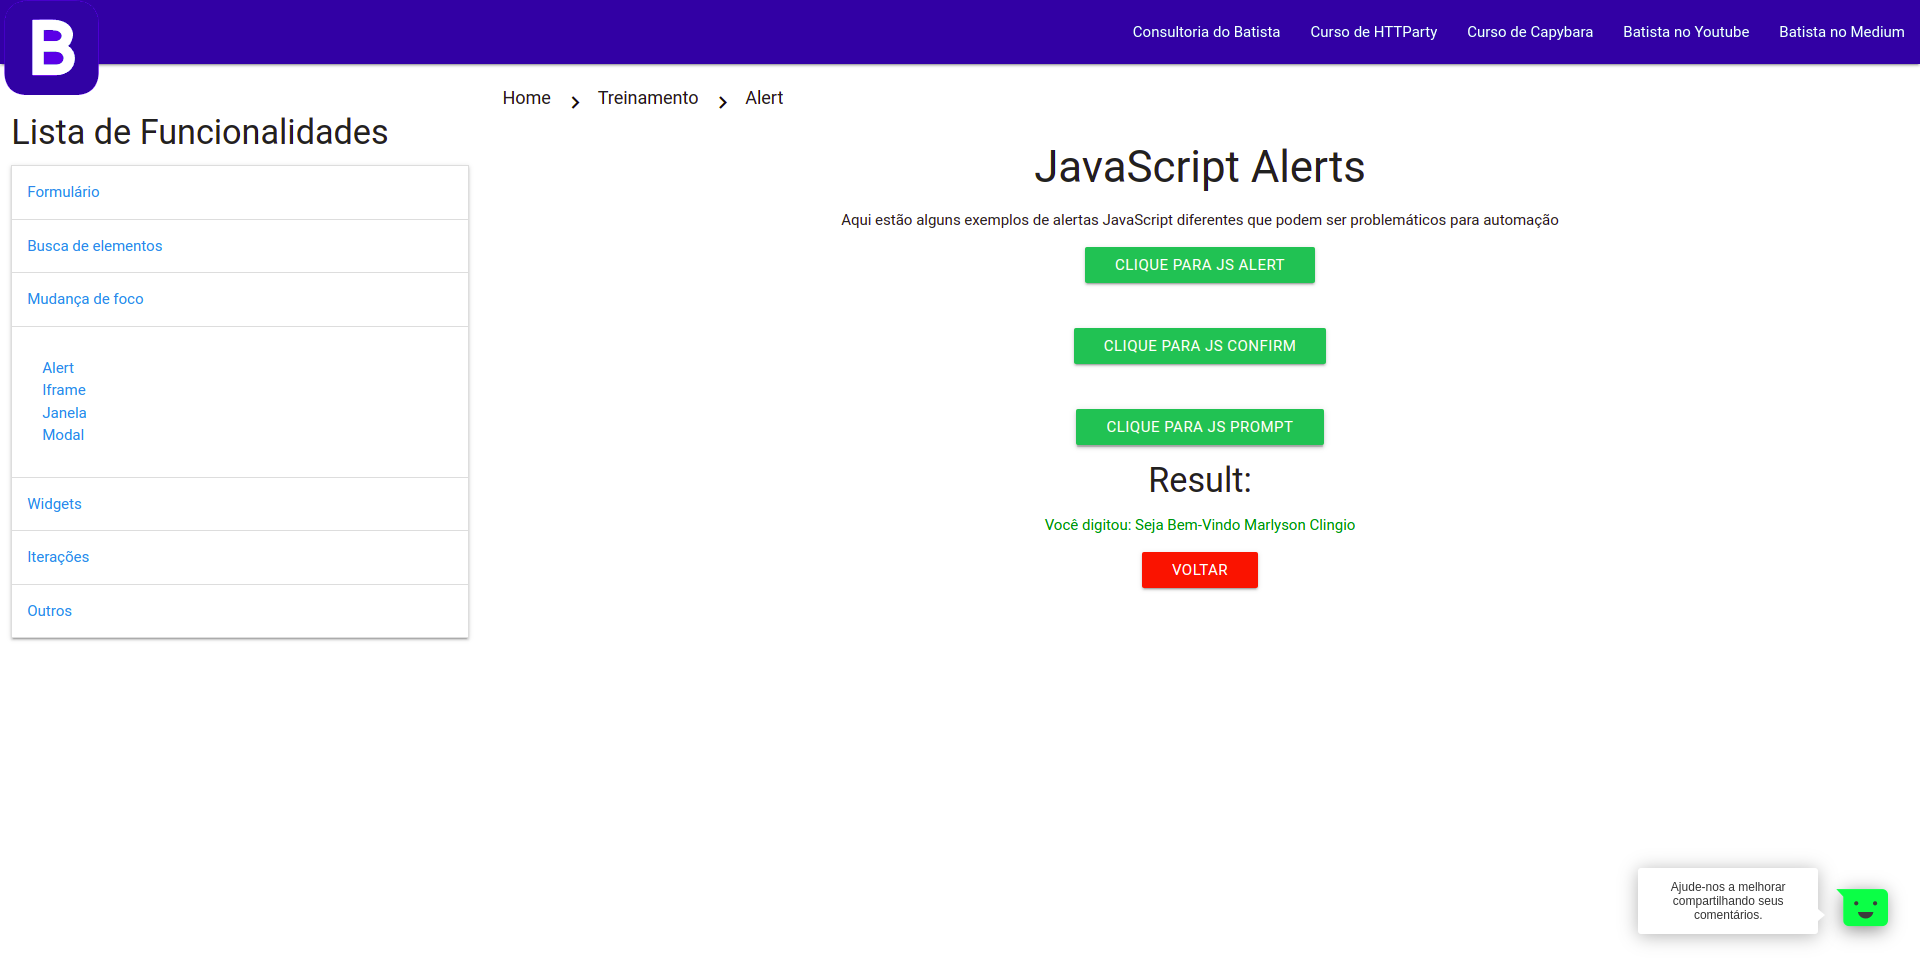 B
Consultoria do Batista
Curso de HTTParty
Curso de Capybara
Batista no Youtube
Batista no Medium
Home
Treinamento
Alert
Lista de Funcionalidades
Formulário
Busca de elementos
Mudança de foco
Alert
Iframe
Janela
Modal
Widgets
Iterações
Outros
JavaScript Alerts
Aqui estão alguns exemplos de alertas JavaScript diferentes que podem ser problemáticos para automação
CLIQUE PARA JS ALERT
CLIQUE PARA JS CONFIRM
CLIQUE PARA JS PROMPT
Result:
Você digitou: Seja Bem-Vindo Marlyson Clingio
VOLTAR
Ajude-nos a melhorar
compartilhando seus
comentários.